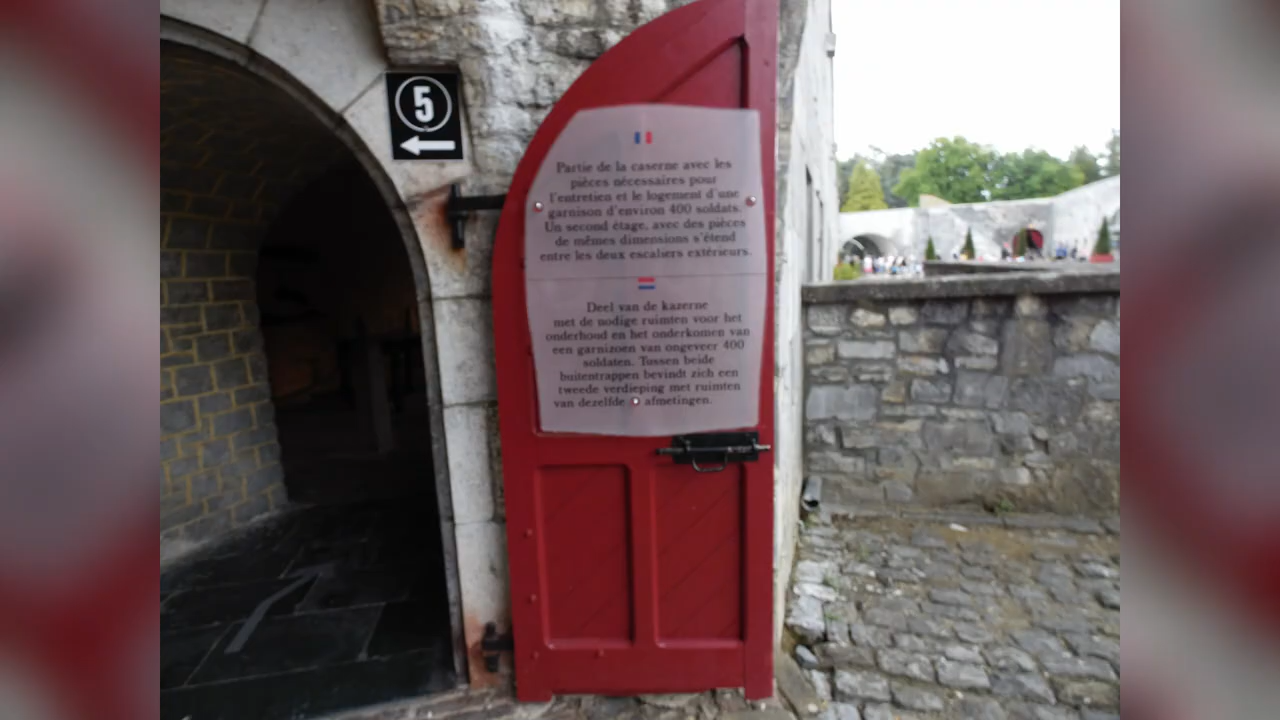 5
Partie de la caserne avec les
pièces nécessaires pour
l'entretien et le logement d'une
garnison d'environ 400 soldats.
Un second étage, avec des pièces
de mêmes dimensions s'étend
entre les deux escaliers extérieurs.
Deel van de kazerne
met de nodige ruimten voor het
onderhoud en het onderkomen van
een garnizoen van ongeveer 400
soldaten. Tussen beide
buitentrappen bevindt zich een
tweede verdieping met ruimten
van dezelfde afmetingen.